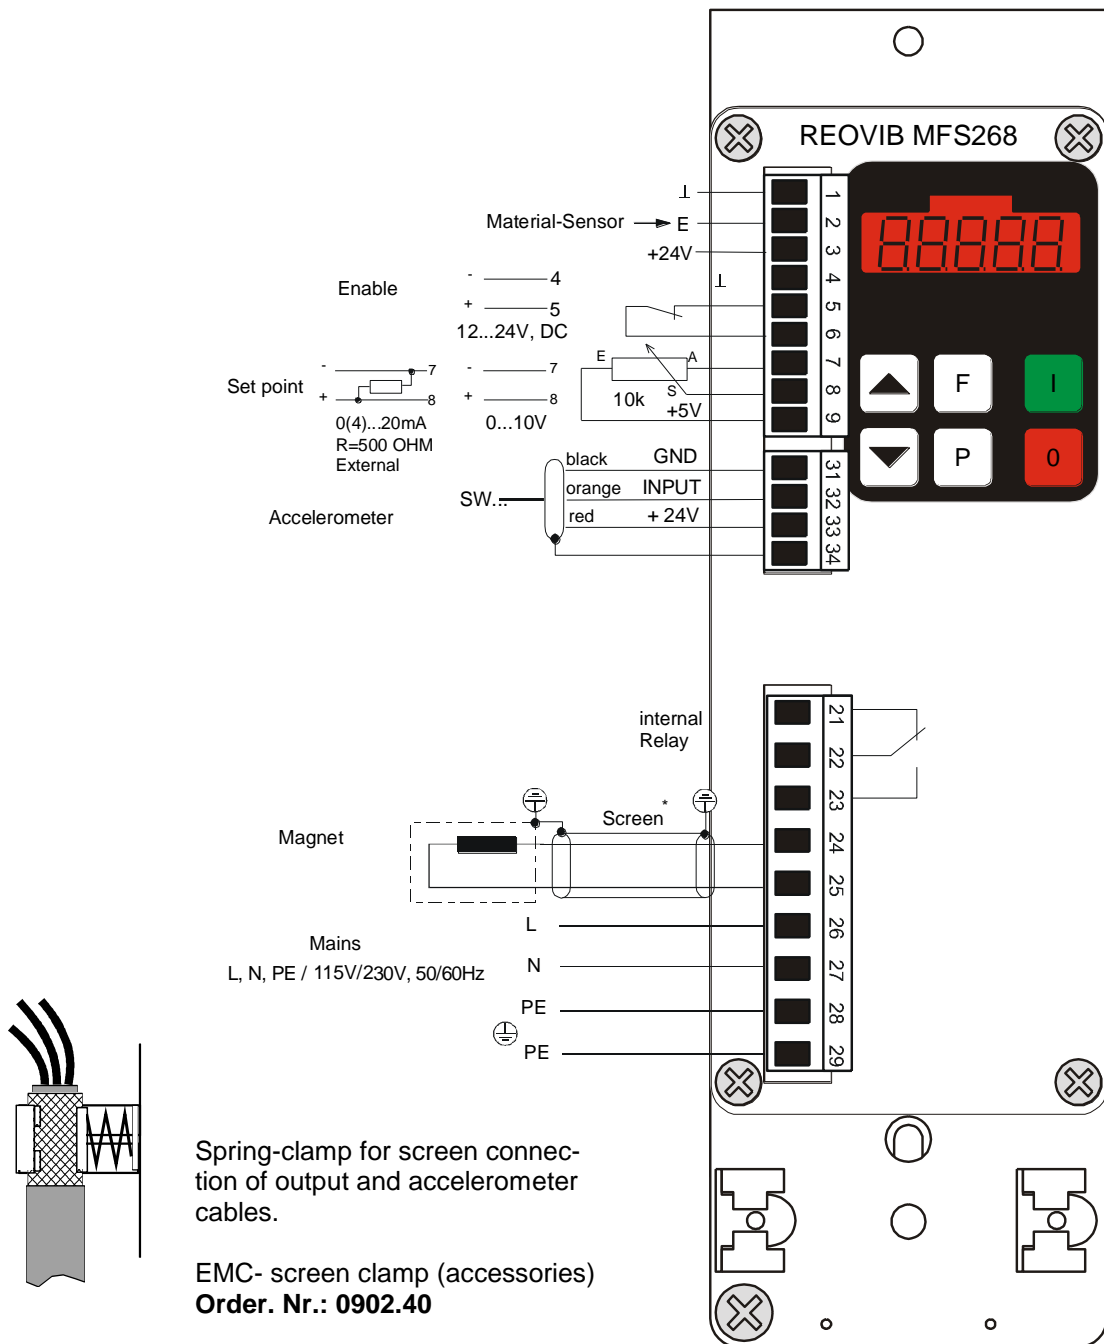 REOVIB MFS268
⊥ 1
Material-Sensor E 2
+24V 3
88888
Enable - 4 ⊥ 4
+ 5 5
12...24V, DC 6
E A 7
Set point - 7 - 7
+ 8 + 8 10k S 8
0(4)...20mA 0...10V +5V 9
R=500 OHM
External
F I
P 0
black GND 31
SW... orange INPUT 32
Accelerometer red + 24V 33
34
internal
Relay
21
22
23
Screen *
Magnet 24
25
L 26
Mains
L, N, PE / 115V/230V, 50/60Hz
N 27
PE 28
PE 29
Spring-clamp for screen connec-
tion of output and accelerometer
cables.
EMC- screen clamp (accessories)
Order. Nr.: 0902.40